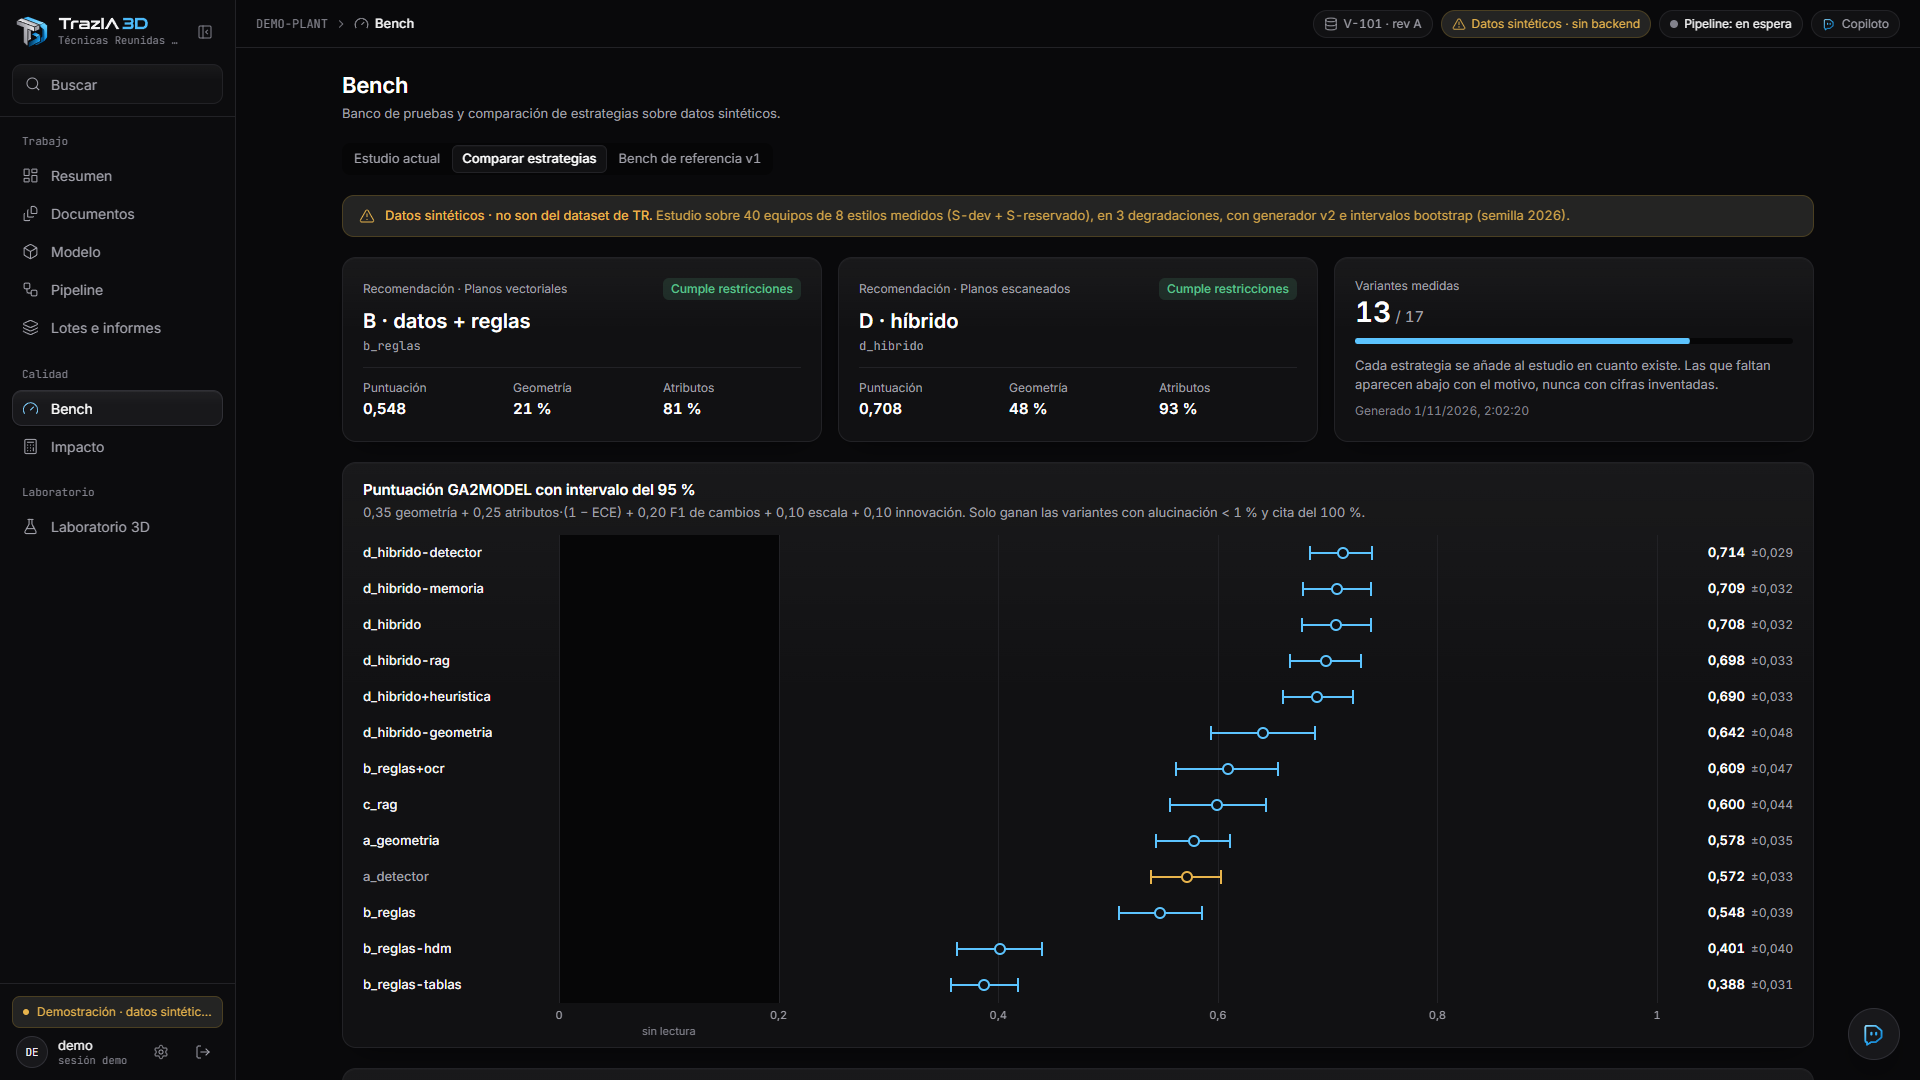 TrazIA 3D
Técnicas Reunidas …
Buscar
Trabajo
Resumen
Documentos
Modelo
Pipeline
Lotes e informes
Calidad
Bench
Impacto
Laboratorio
Laboratorio 3D
Demostración · datos sintétic...
DE
demo
sesión demo
DEMO-PLANT > Bench
V-101 · rev A
Datos sintéticos · sin backend
Pipeline: en espera
Copiloto
Bench
Banco de pruebas y comparación de estrategias sobre datos sintéticos.
Estudio actual
Comparar estrategias
Bench de referencia v1
Datos sintéticos · no son del dataset de TR. Estudio sobre 40 equipos de 8 estilos medidos (S-dev + S-reservado), en 3 degradaciones, con generador v2 e intervalos bootstrap (semilla 2026).
Recomendación · Planos vectoriales
Cumple restricciones
B · datos + reglas
b_reglas
Puntuación Geometría Atributos
0,548 21 % 81 %
Recomendación · Planos escaneados
Cumple restricciones
D · híbrido
d_hibrido
Puntuación Geometría Atributos
0,708 48 % 93 %
Variantes medidas
13 / 17
Cada estrategia se añade al estudio en cuanto existe. Las que faltan
aparecen abajo con el motivo, nunca con cifras inventadas.
Generado 1/11/2026, 2:02:20
Puntuación GA2MODEL con intervalo del 95 %
0,35 geometría + 0,25 atributos·(1 − ECE) + 0,20 F1 de cambios + 0,10 escala + 0,10 innovación. Solo ganan las variantes con alucinación < 1 % y cita del 100 %.
d_hibrido-detector 0,714 ±0,029
d_hibrido-memoria 0,709 ±0,032
d_hibrido 0,708 ±0,032
d_hibrido-rag 0,698 ±0,033
d_hibrido+heuristica 0,690 ±0,033
d_hibrido-geometria 0,642 ±0,048
b_reglas+ocr 0,609 ±0,047
c_rag 0,600 ±0,044
a_geometria 0,578 ±0,035
a_detector 0,572 ±0,033
b_reglas 0,548 ±0,039
b_reglas-hdm 0,401 ±0,040
b_reglas-tablas 0,388 ±0,031
0 0,2 0,4 0,6 0,8 1
sin lectura